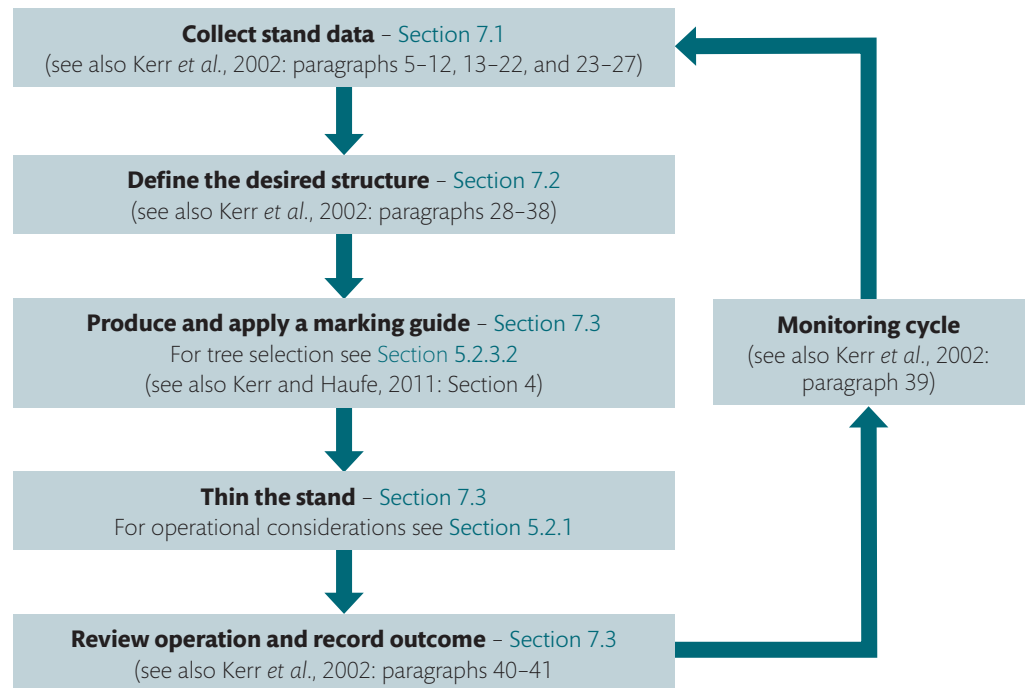 Collect stand data – Section 7.1
(see also Kerr et al., 2002: paragraphs 5–12, 13–22, and 23–27)
Define the desired structure – Section 7.2
(see also Kerr et al., 2002: paragraphs 28–38)
Produce and apply a marking guide – Section 7.3
For tree selection see Section 5.2.3.2
(see also Kerr and Haufe, 2011: Section 4)
Thin the stand – Section 7.3
For operational considerations see Section 5.2.1
Review operation and record outcome – Section 7.3
(see also Kerr et al., 2002: paragraphs 40–41
Monitoring cycle
(see also Kerr et al., 2002:
paragraph 39)